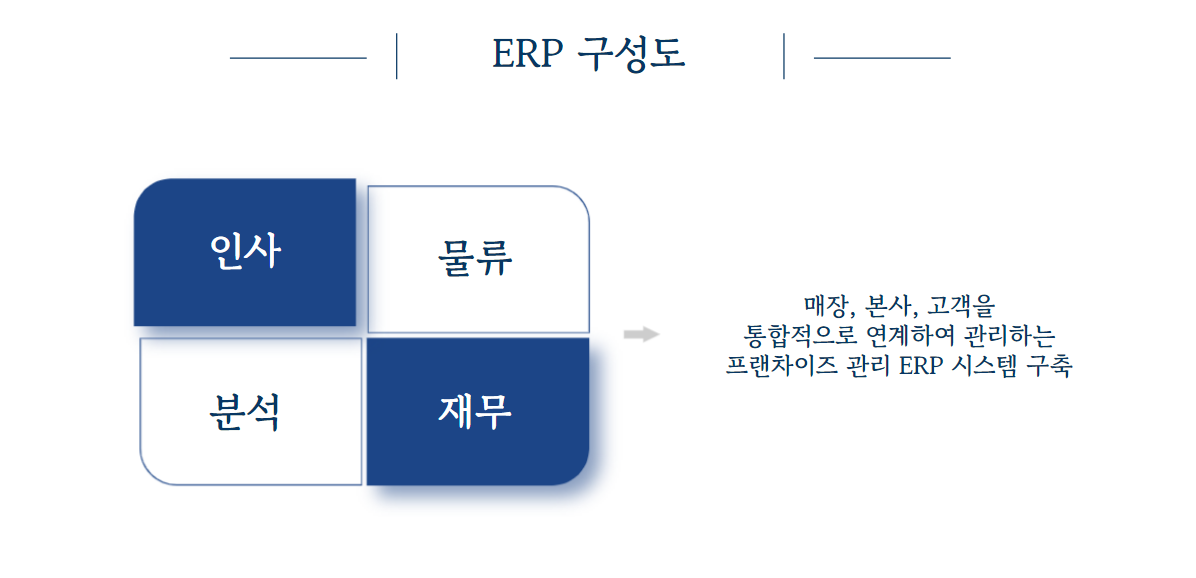 ERP 구성도
인사
물류
분석
재무
매장, 본사, 고객을
통합적으로 연계하여 관리하는
프랜차이즈 관리 ERP 시스템 구축